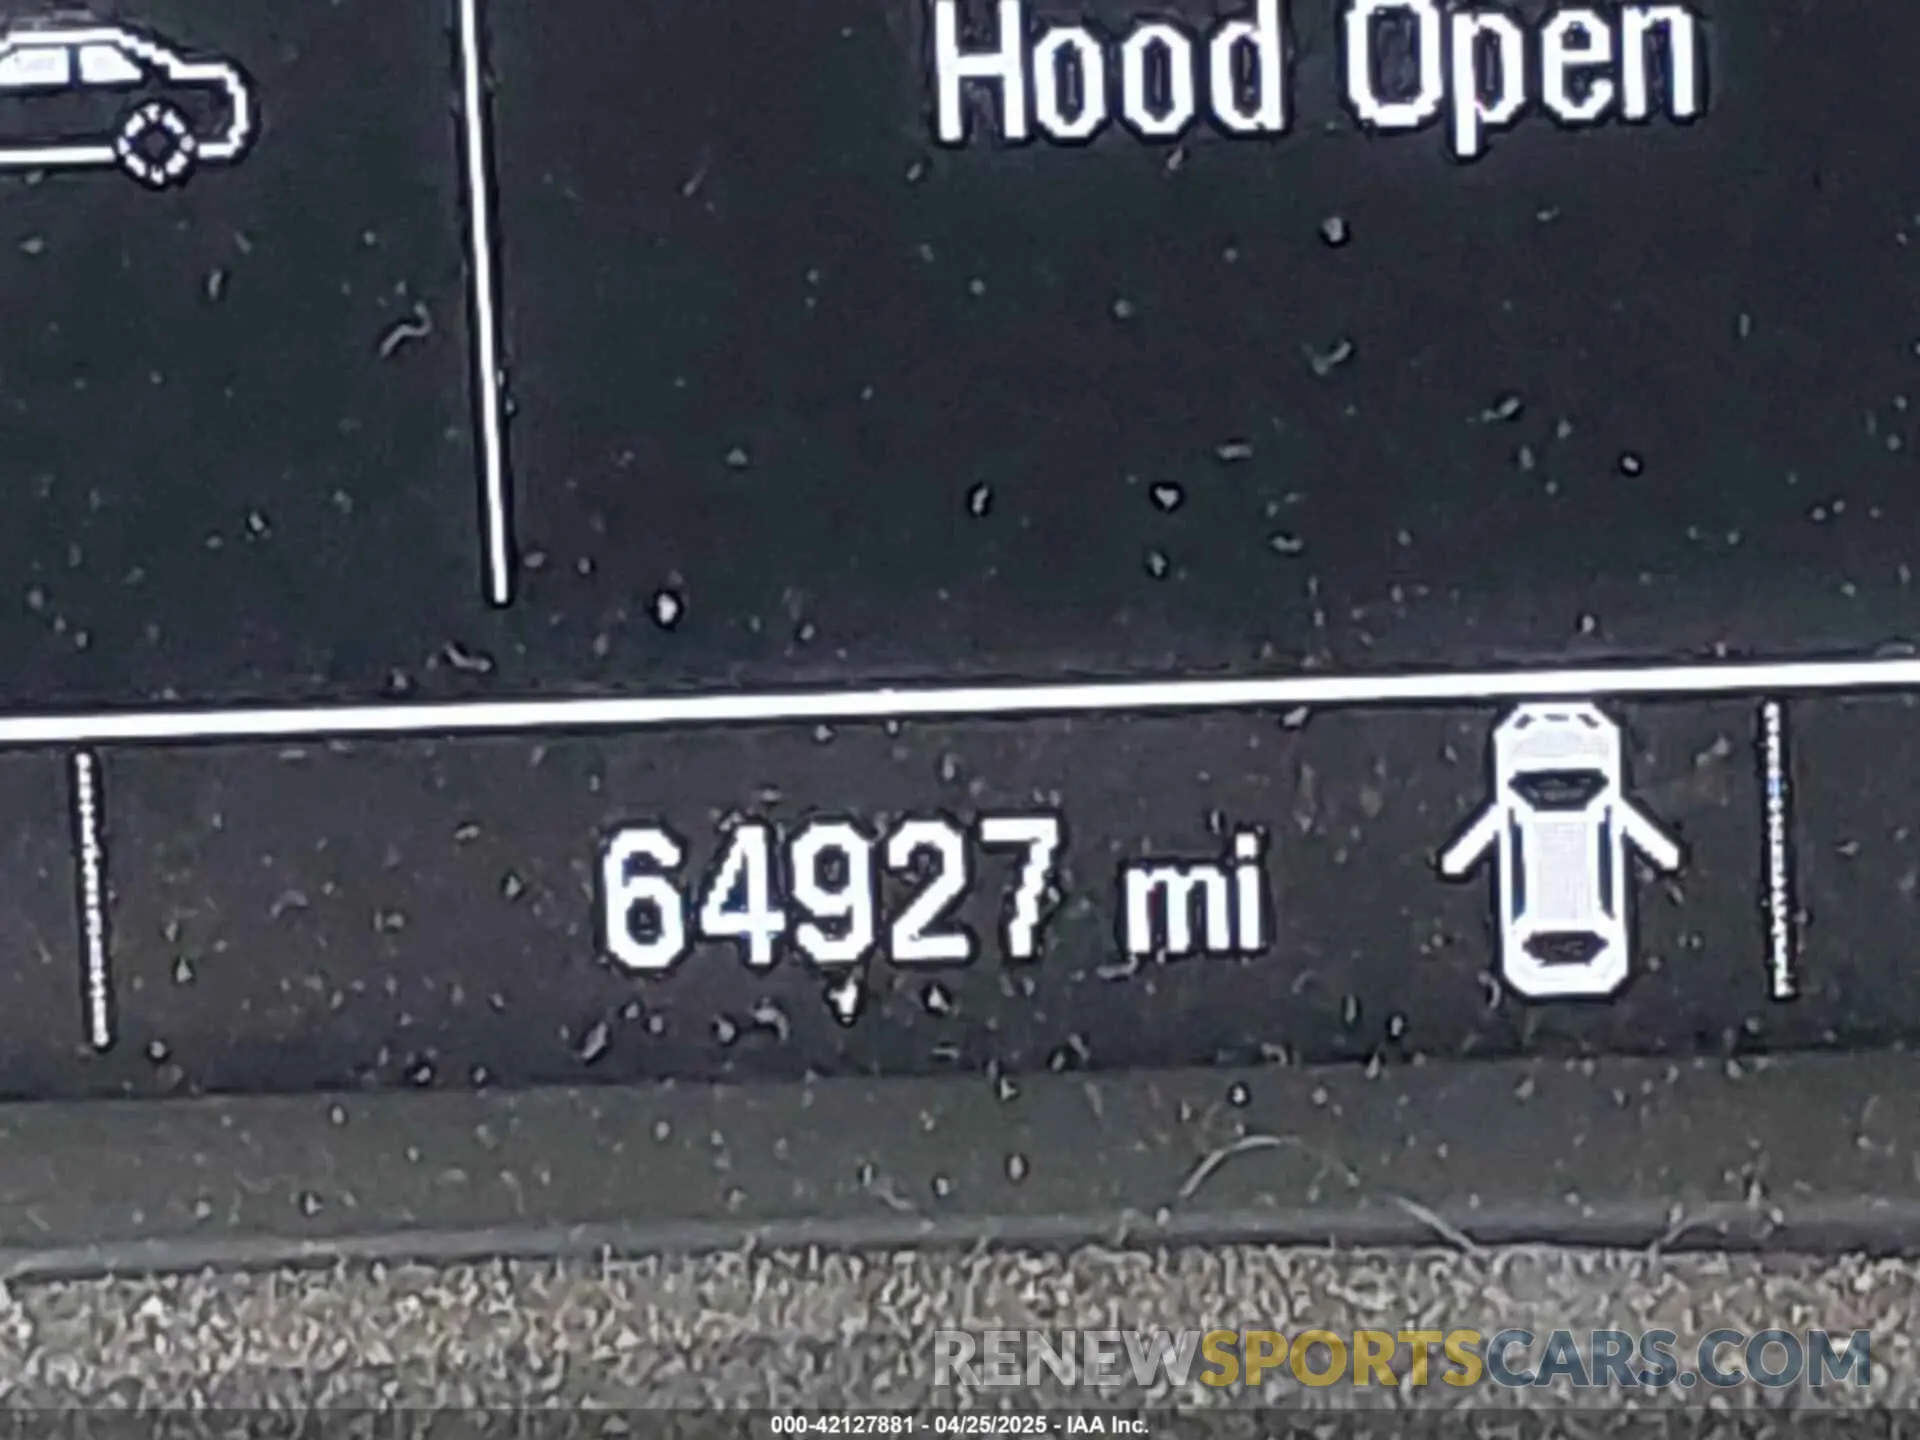 Hood Open
64927 mi
RENEWSPORTSCARS.COM
000-42127881 - 04/25/2025 - IAA Inc.